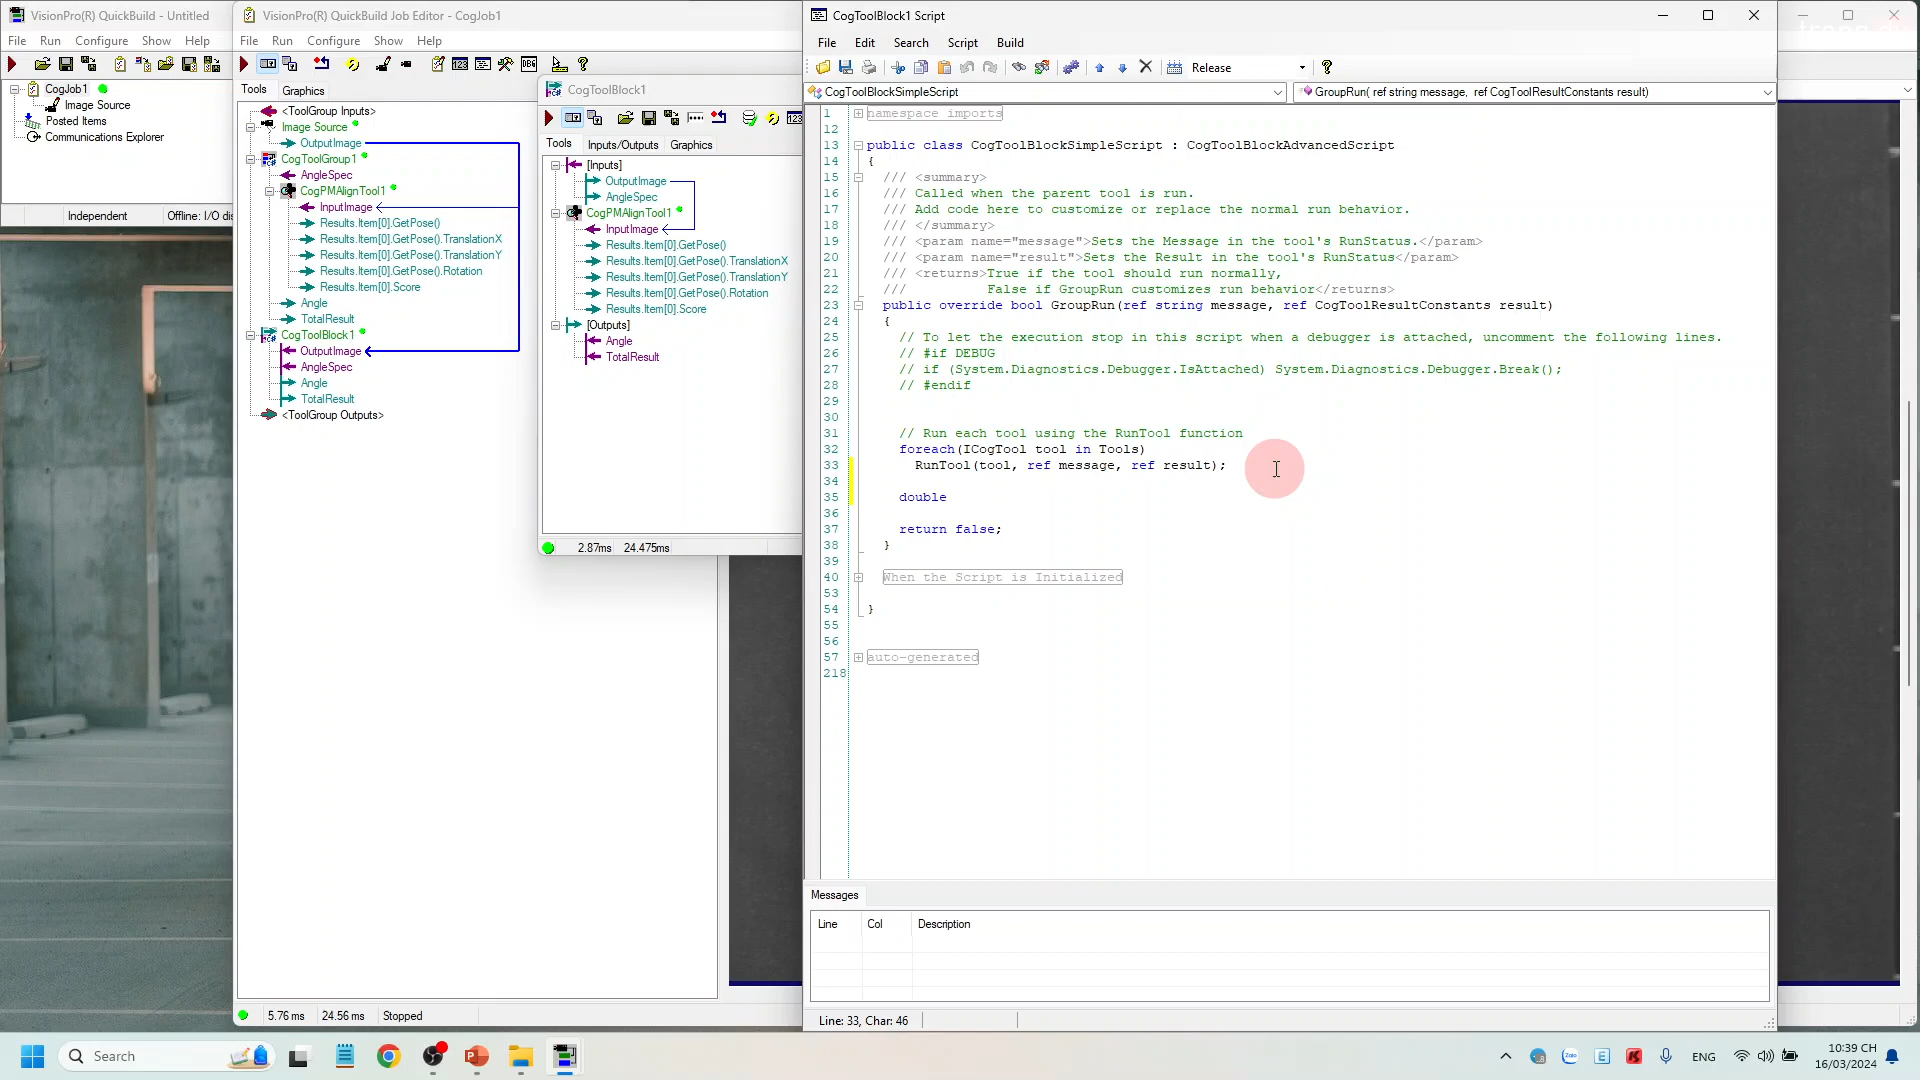 VisionPro(R) QuickBuild - Untitled
File Run Configure Show Help
CogJob1
Image Source
Posted Items
Communications Explorer
Independent Offline: I/O dis
VisionPro(R) QuickBuild Job Editor - CogJob1
File Run Configure Show Help
Tools Graphics
<ToolGroup Inputs>
Image Source
OutputImage
CogToolGroup1
AngleSpec
CogPMAlignTool1
InputImage
Results.Item[0].GetPose()
Results.Item[0].GetPose().TranslationX
Results.Item[0].GetPose().TranslationY
Results.Item[0].GetPose().Rotation
Results.Item[0].Score
Angle
TotalResult
CogToolBlock1
OutputImage
AngleSpec
Angle
TotalResult
<ToolGroup Outputs>
5.76 ms 24.56 ms Stopped
CogToolBlock1
Tools Inputs/Outputs Graphics
[Inputs]
OutputImage
AngleSpec
CogPMAlignTool1
InputImage
Results.Item[0].GetPose()
Results.Item[0].GetPose().TranslationX
Results.Item[0].GetPose().TranslationY
Results.Item[0].GetPose().Rotation
Results.Item[0].Score
[Outputs]
Angle
TotalResult
2.87ms 24.475ms
CogToolBlock1 Script
File Edit Search Script Build
Release
CogToolBlockSimpleScript GroupRun( ref string message, ref CogToolResultConstants result)
1 namespace imports
12
13 public class CogToolBlockSimpleScript : CogToolBlockAdvancedScript
14 {
15 /// <summary>
16 /// Called when the parent tool is run.
17 /// Add code here to customize or replace the normal run behavior.
18 /// </summary>
19 /// <param name="message">Sets the Message in the tool's RunStatus.</param>
20 /// <param name="result">Sets the Result in the tool's RunStatus</param>
21 /// <returns>True if the tool should run normally,
22 /// False if GroupRun customizes run behavior</returns>
23 public override bool GroupRun(ref string message, ref CogToolResultConstants result)
24 {
25 // To let the execution stop in this script when a debugger is attached, uncomment the following lines.
26 // #if DEBUG
27 // if (System.Diagnostics.Debugger.IsAttached) System.Diagnostics.Debugger.Break();
28 // #endif
29
30
31 // Run each tool using the RunTool function
32 foreach(ICogTool tool in Tools)
33 RunTool(tool, ref message, ref result);
34
35 double
36
37 return false;
38 }
39
40 When the Script is Initialized
53
54 }
55
56
57 auto-generated
218
Messages
Line Col Description
Line: 33, Char: 46
Search
ENG
10:39 CH
16/03/2024